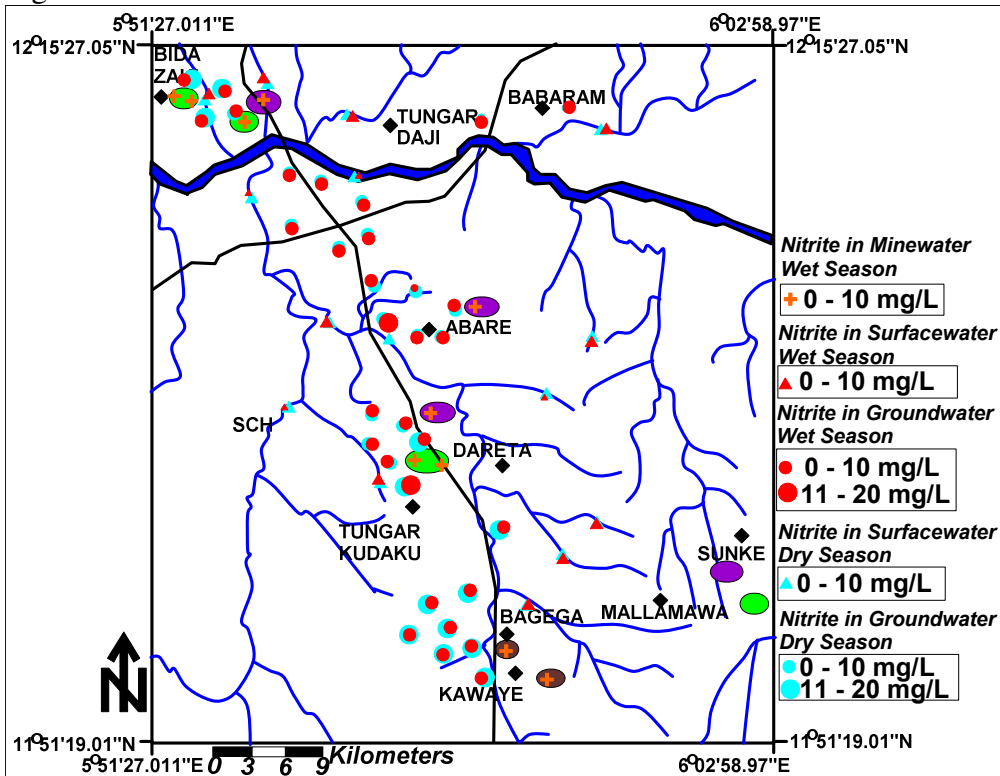 5 51'27.011"E
6 02'58.97"E
12 15'27.05"N
12 15'27.05"N
BIDA
TUNGAR
DAJI
BABARAM
ABARE
SCH
DARETA
TUNGAR
KUDAKU
SUNKE
MALLAMAWA
BAGEGA
KAWAYE
N
Nitrite in Minewater
Wet Season
0 - 10 mg/L
Nitrite in Surfacewater
Wet Season
0 - 10 mg/L
Nitrite in Groundwater
Wet Season
0 - 10 mg/L
11 - 20 mg/L
Nitrite in Surfacewater
Dry Season
0 - 10 mg/L
Nitrite in Groundwater
Dry Season
0 - 10 mg/L
11 - 20 mg/L
11 51'19.01"N
11 51'19.01"N
5 51'27.011"E
6 02'58.97"E
0 3 6 9 Kilometers